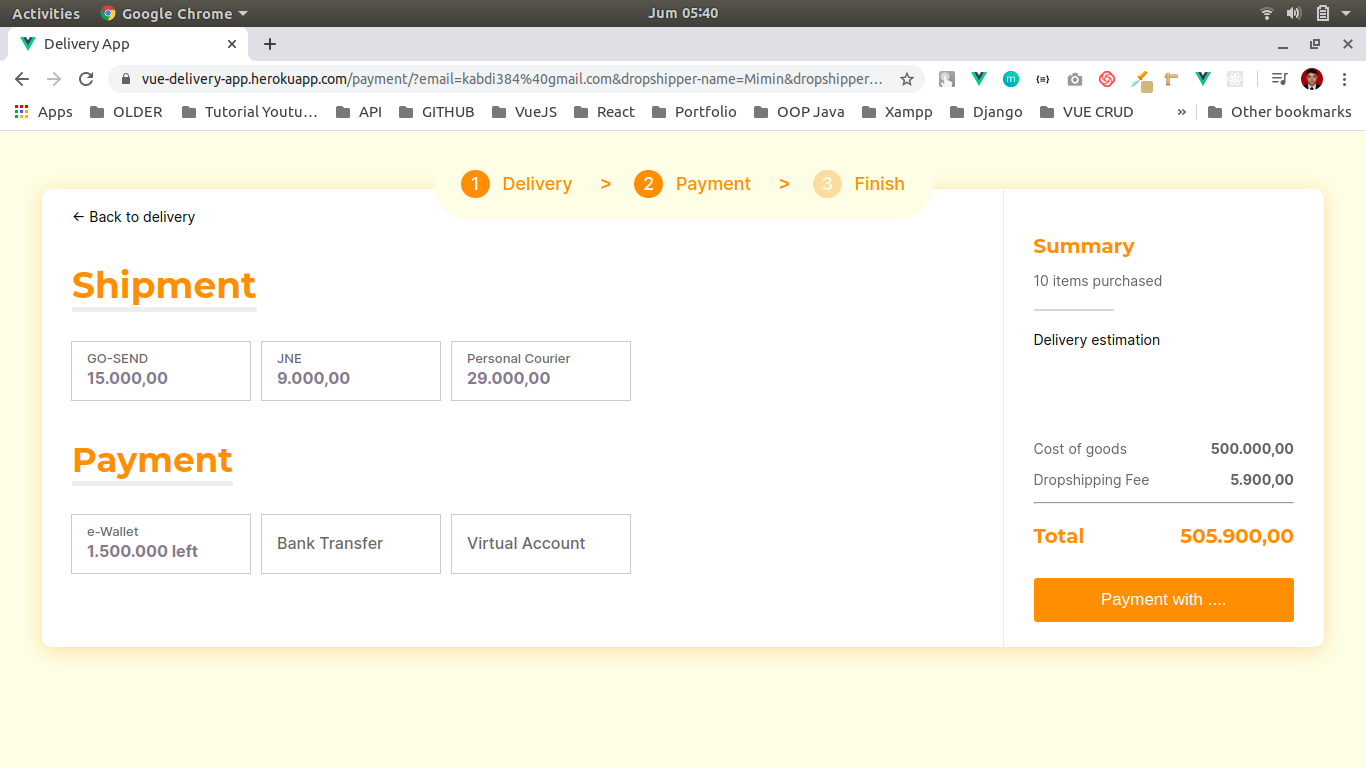 Activities Google Chrome Jum 05:40
Delivery App
vue-delivery-app.herokuapp.com/payment/?email=kabdi384%40gmail.com&dropshipper-name=Mimin&dropshipper...
Apps OLDER Tutorial Youtu... API GITHUB VueJS React Portfolio OOP Java Xampp Django VUE CRUD » Other bookmarks
1 Delivery > 2 Payment > 3 Finish
← Back to delivery
Shipment
GO-SEND
15.000,00
JNE
9.000,00
Personal Courier
29.000,00
Payment
e-Wallet
1.500.000 left
Bank Transfer
Virtual Account
Summary
10 items purchased
Delivery estimation
Cost of goods 500.000,00
Dropshipping Fee 5.900,00
Total 505.900,00
Payment with ....